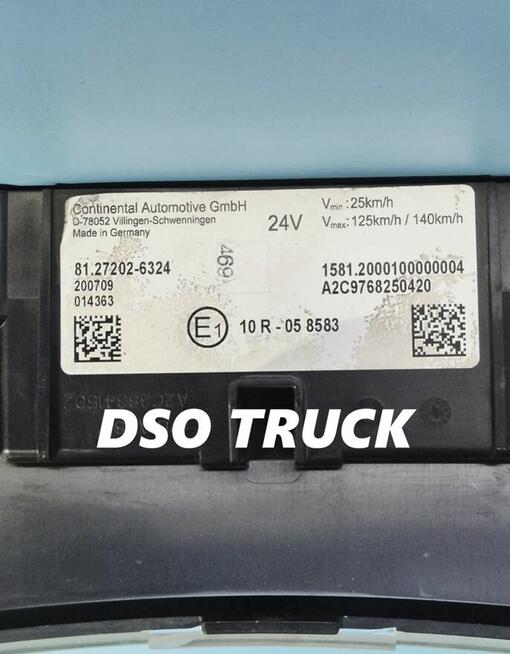 Continental Automotive GmbH
D-78052 Villingen-Schwenningen
Made in Germany
24V
Vmin :25km/h
Vmax: 125km/h / 140km/h
81.27202-6324
200709
014363
469
1581.2000100000004
A2C9768250420
E1 10 R - 05 8583
DSO TRUCK